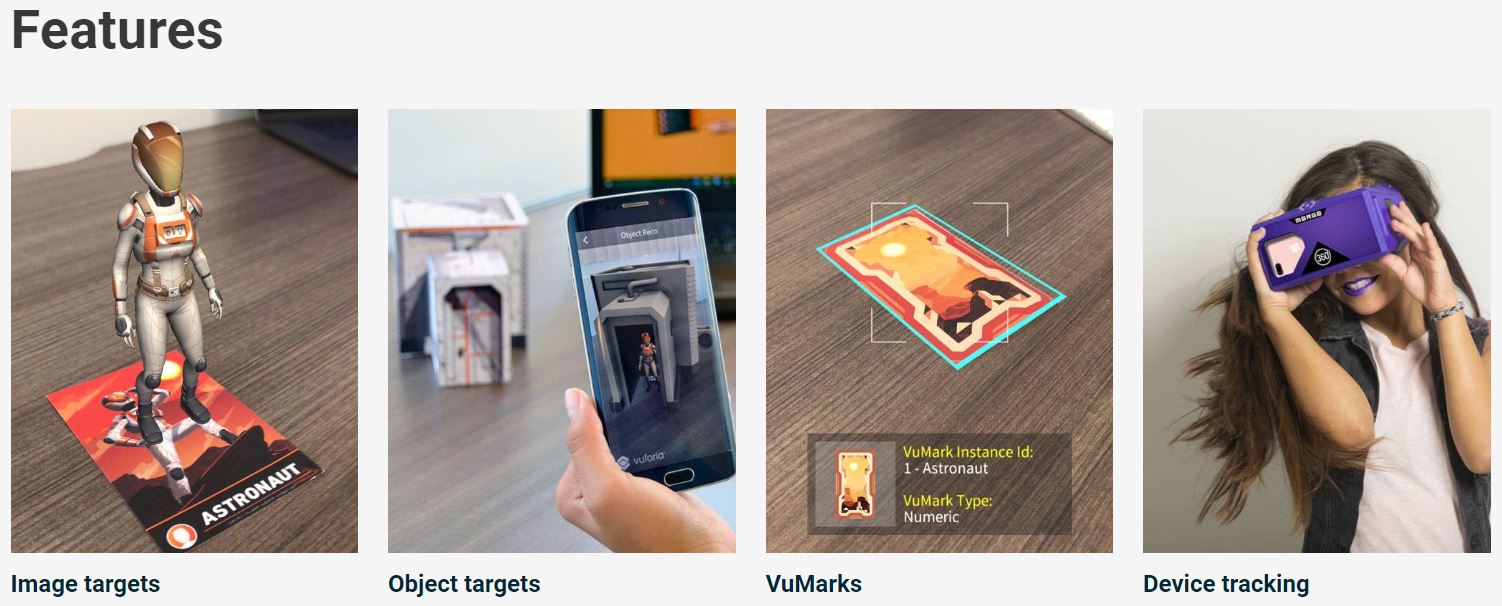 Features
ASTRONAUT
Object Reco
vuforia
VuMark Instance Id:
1 - Astronaut
VuMark Type:
Numeric
MERGE
360
Image targets
Object targets
VuMarks
Device tracking